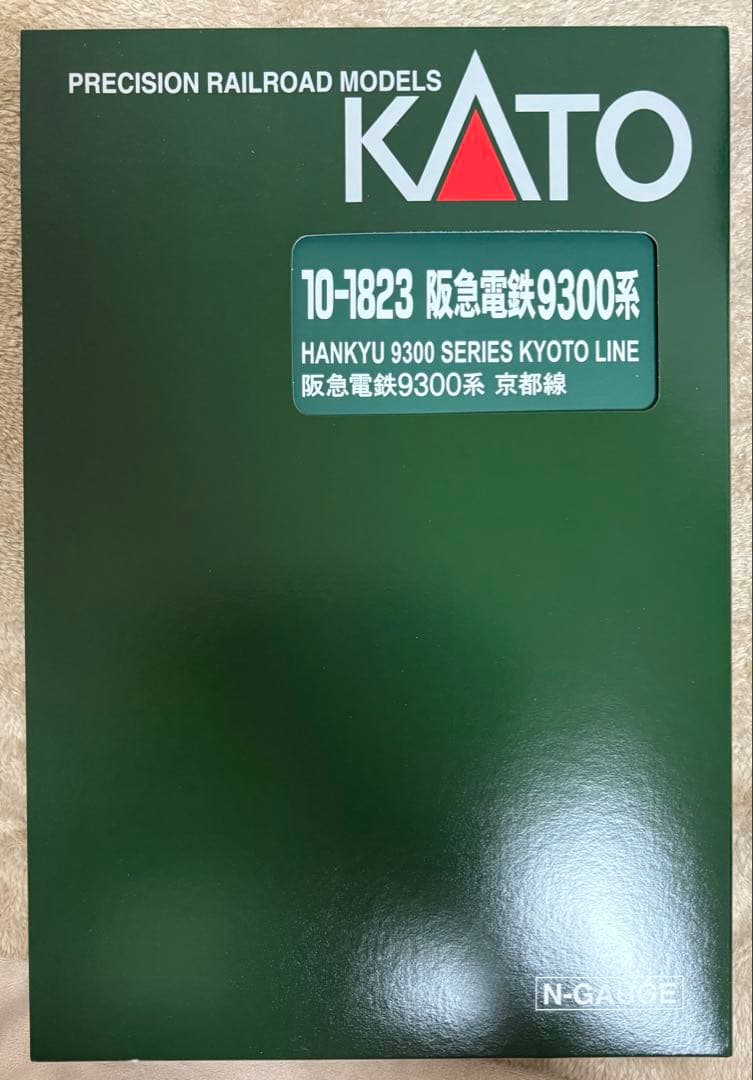 PRECISION RAILROAD MODELS
KATO
10-1823 阪急電鉄9300系
HANKYU 9300 SERIES KYOTO LINE
阪急電鉄9300系 京都線
N-GAUGE